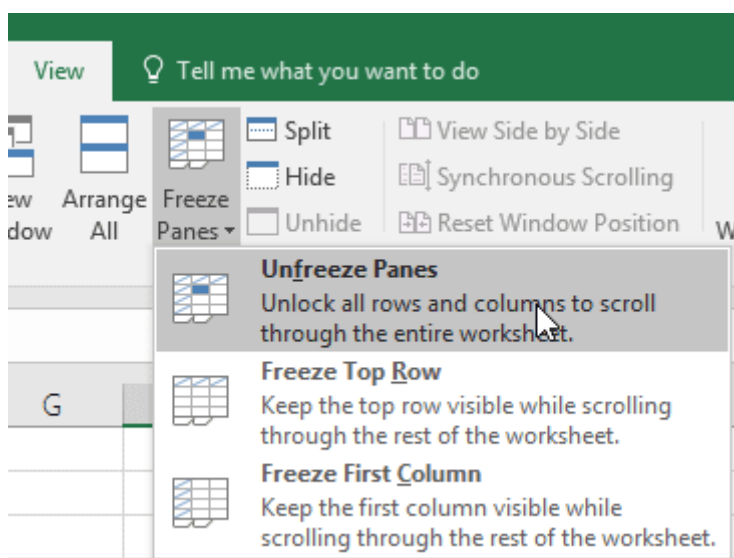 View
Tell me what you want to do
Split
View Side by Side
Hide
Synchronous Scrolling
Arrange
Freeze
All
Panes
Unhide
Reset Window Position
Unfreeze Panes
Unlock all rows and columns to scroll
through the entire worksheet.
Freeze Top Row
Keep the top row visible while scrolling
through the rest of the worksheet.
Freeze First Column
Keep the first column visible while
scrolling through the rest of the worksheet.
G